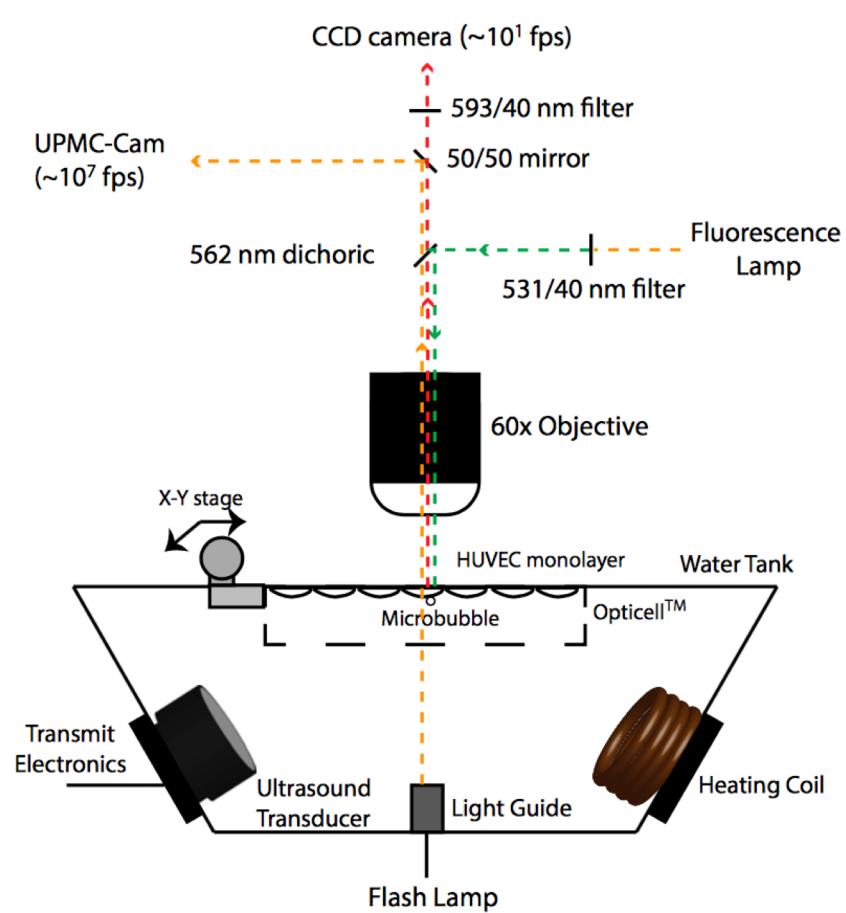 CCD camera (~10¹ fps)
593/40 nm filter
UPMC-Cam
(~10⁷ fps)
50/50 mirror
562 nm dichoric
Fluorescence
Lamp
531/40 nm filter
60x Objective
X-Y stage
HUVEC monolayer
Water Tank
Microbubble
Opticell™
Transmit
Electronics
Ultrasound
Transducer
Light Guide
Heating Coil
Flash Lamp